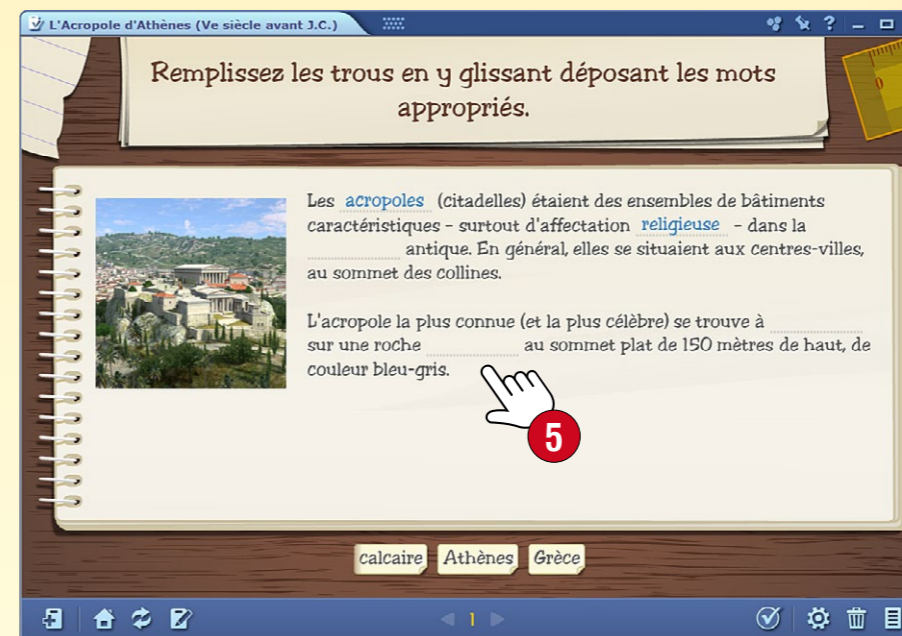 L'Acropole d'Athènes (Ve siècle avant J.C.)
?
Remplissez les trous en y glissant déposant les mots
appropriés.
0
Les acropoles (citadelles) étaient des ensembles de bâtiments
caractéristiques - surtout d'affectation religieuse - dans la
antique. En général, elles se situaient aux centres-villes,
au sommet des collines.
L'acropole la plus connue (et la plus célèbre) se trouve à
sur une roche au sommet plat de 150 mètres de haut, de
couleur bleu-gris.
5
calcaire Athènes Grèce
1